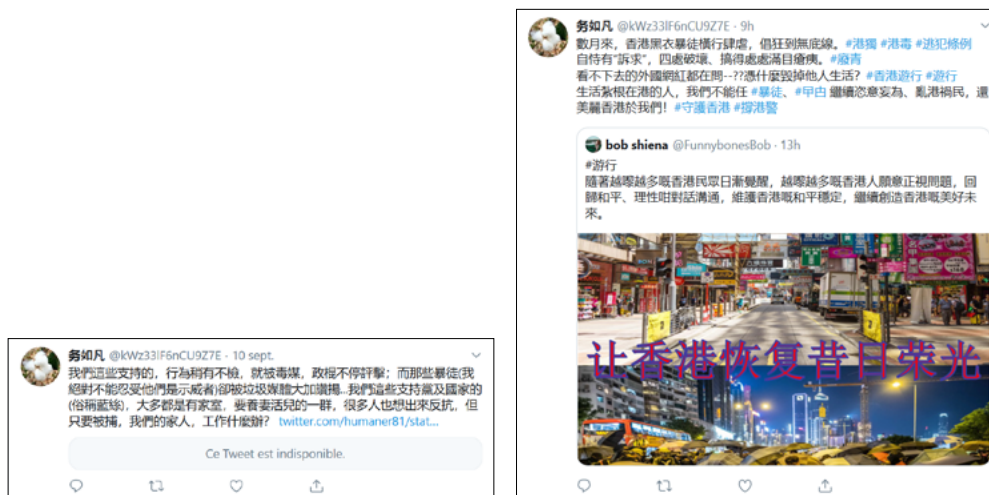 务如凡 @kWz33lF6nCU9Z7E · 10 sept.
我們這些支持的，行為稍有不檢，就被毒媒，政棍不停評擊；而那些暴徒(我
絕對不能忍受他們是示威者)卻被垃圾媒體大加讚揚...我們這些支持黨及國家的
(俗稱藍絲)，大多都是有家室，要養妻活兒的一群，很多人也想出來反抗，但
只要被捕，我們的家人，工作什麼辦？ twitter.com/humaner81/stat...
Ce Tweet est indisponible.
务如凡 @kWz33lF6nCU9Z7E · 9h
數月來，香港黑衣暴徒橫行肆虐，倡狂到無底線。#港獨 #港毒 #逃犯條例
自恃有"訴求"，四處破壞、搞得處處滿目瘡痍。#廢青
看不下去的外國網紅都在問--??憑什麼毀掉他人生活？#香港遊行 #遊行
生活紮根在港的人，我們不能任 #暴徒、#曱甴 繼續恣意妄為、亂港禍民，還
美麗香港於我們！#守護香港 #撐港警
bob shiena @FunnybonesBob · 13h
#游行
隨著越嚟越多嘅香港民眾日漸覺醒，越嚟越多嘅香港人願意正視問題，回
歸和平、理性咁對話溝通，維護香港嘅和平穩定，繼續創造香港嘅美好未
來。
让香港恢复昔日荣光